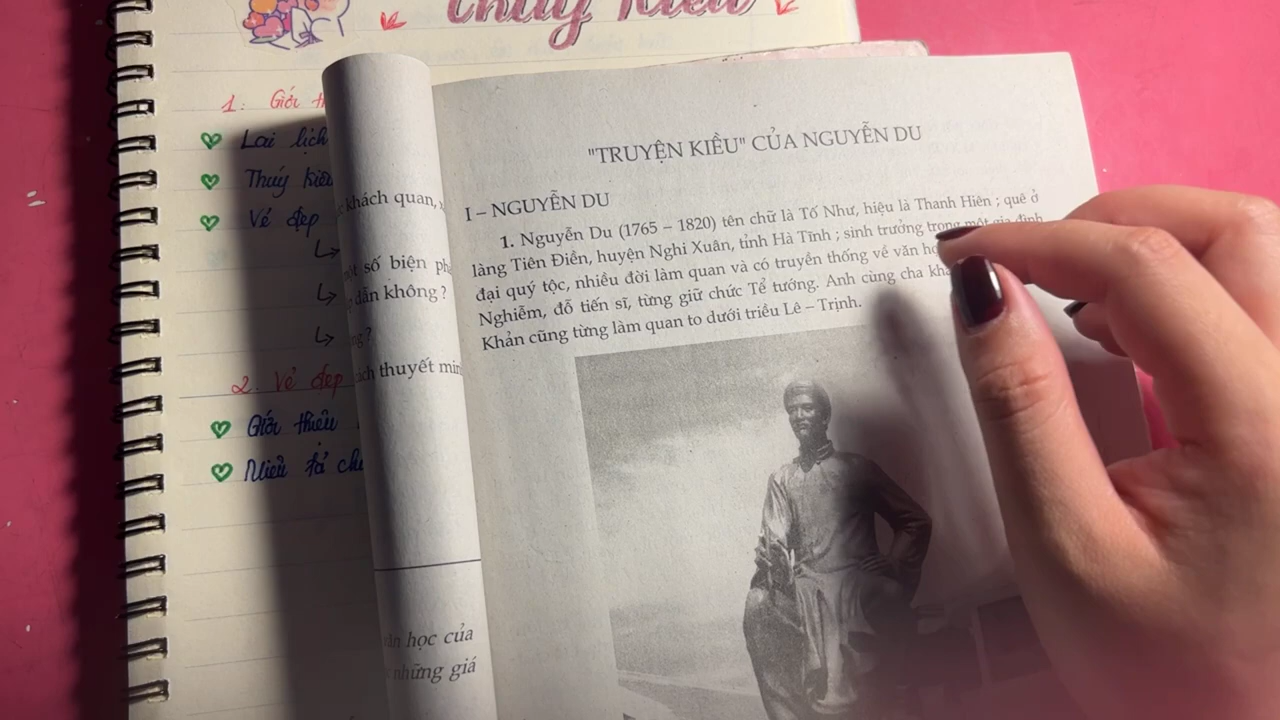 Thúy Kiều
1. Giới
Lai lịch
Thúy Kiều
Vẻ đẹp
2. Vẻ đẹp
Giới thiệu
Miêu tả
khách quan,
số biện
dẫn không ?
thuyết
học của
những giá
"TRUYỆN KIỀU" CỦA NGUYỄN DU
I – NGUYỄN DU
1. Nguyễn Du (1765 – 1820) tên chữ là Tố Như, hiệu là Thanh Hiên ; quê ở
làng Tiên Điền, huyện Nghi Xuân, tỉnh Hà Tĩnh ; sinh trưởng trong một gia đình
đại quý tộc, nhiều đời làm quan và có truyền thống về văn
Nghiễm, đỗ tiến sĩ, từng giữ chức Tể tướng. Anh cùng cha
Khản cũng từng làm quan to dưới triều Lê – Trịnh.